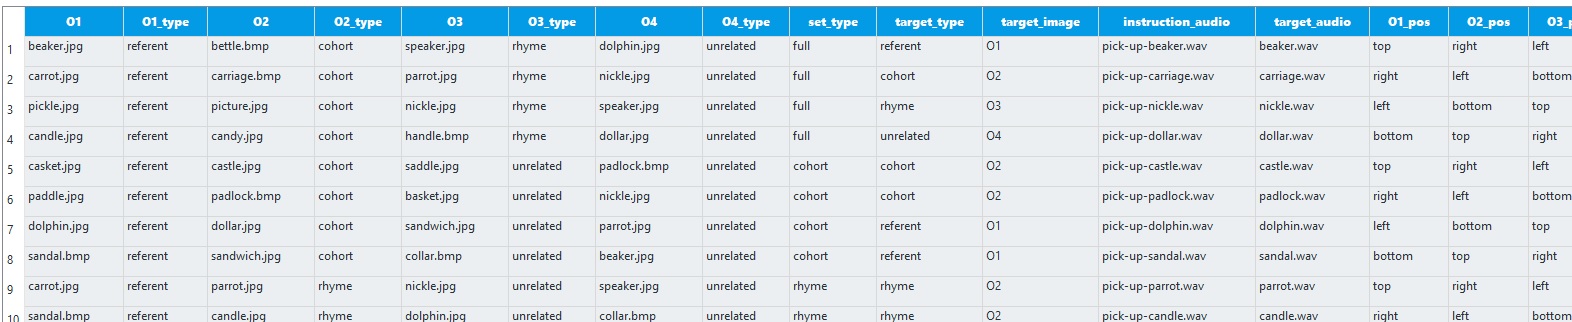 O1 O1_type O2 O2_type O3 O3_type O4 O4_type set_type target_type target_image instruction_audio target_audio O1_pos O2_pos O3_p
1 beaker.jpg referent bettle.bmp cohort speaker.jpg rhyme dolphin.jpg unrelated full referent O1 pick-up-beaker.wav beaker.wav top right left
2 carrot.jpg referent carriage.bmp cohort parrot.jpg rhyme nickle.jpg unrelated full cohort O2 pick-up-carriage.wav carriage.wav right left bottom
3 pickle.jpg referent picture.jpg cohort nickle.jpg rhyme speaker.jpg unrelated full rhyme O3 pick-up-nickle.wav nickle.wav left bottom top
4 candle.jpg referent candy.jpg cohort handle.bmp rhyme dollar.jpg unrelated full unrelated O4 pick-up-dollar.wav dollar.wav bottom top right
5 casket.jpg referent castle.jpg cohort saddle.jpg unrelated padlock.bmp unrelated cohort cohort O2 pick-up-castle.wav castle.wav top right left
6 paddle.jpg referent padlock.bmp cohort basket.jpg unrelated nickle.jpg unrelated cohort cohort O2 pick-up-padlock.wav padlock.wav right left bottom
7 dolphin.jpg referent dollar.jpg cohort sandwich.jpg unrelated parrot.jpg unrelated cohort referent O1 pick-up-dolphin.wav dolphin.wav left bottom top
8 sandal.bmp referent sandwich.jpg cohort collar.bmp unrelated beaker.jpg unrelated cohort referent O1 pick-up-sandal.wav sandal.wav bottom top right
9 carrot.jpg referent parrot.jpg rhyme nickle.jpg unrelated speaker.jpg unrelated rhyme rhyme O2 pick-up-parrot.wav parrot.wav top right left
10 sandal.bmp referent candle.jpg rhyme dolphin.jpg unrelated collar.bmp unrelated rhyme rhyme O2 pick-up-candle.wav candle.wav right left bottom